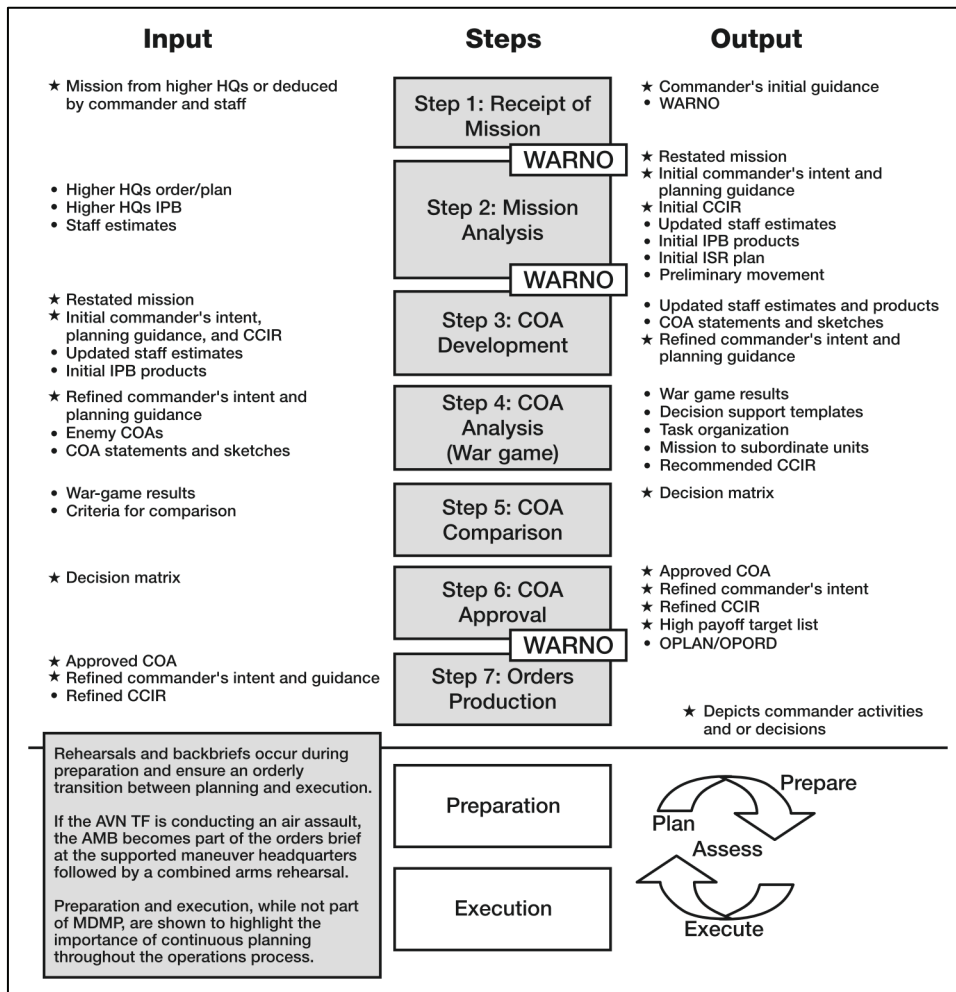 Input
Steps
Output
★ Mission from higher HQs or deduced
by commander and staff
Step 1: Receipt of
Mission
★ Commander's initial guidance
• WARNO
WARNO
• Higher HQs order/plan
• Higher HQs IPB
• Staff estimates
Step 2: Mission
Analysis
★ Restated mission
★ Initial commander's intent and
planning guidance
★ Initial CCIR
• Updated staff estimates
• Initial IPB products
• Initial ISR plan
• Preliminary movement
WARNO
★ Restated mission
★ Initial commander's intent,
planning guidance, and CCIR
• Updated staff estimates
• Initial IPB products
Step 3: COA
Development
• Updated staff estimates and products
• COA statements and sketches
★ Refined commander's intent and
planning guidance
★ Refined commander's intent and
planning guidance
• Enemy COAs
• COA statements and sketches
Step 4: COA
Analysis
(War game)
• War game results
• Decision support templates
• Task organization
• Mission to subordinate units
• Recommended CCIR
• War-game results
• Criteria for comparison
Step 5: COA
Comparison
★ Decision matrix
★ Decision matrix
Step 6: COA
Approval
★ Approved COA
★ Refined commander's intent
★ Refined CCIR
★ High payoff target list
• OPLAN/OPORD
WARNO
★ Approved COA
★ Refined commander's intent and guidance
• Refined CCIR
Step 7: Orders
Production
★ Depicts commander activities
and or decisions
Rehearsals and backbriefs occur during
preparation and ensure an orderly
transition between planning and execution.
If the AVN TF is conducting an air assault,
the AMB becomes part of the orders brief
at the supported maneuver headquarters
followed by a combined arms rehearsal.
Preparation and execution, while not part
of MDMP, are shown to highlight the
importance of continuous planning
throughout the operations process.
Preparation
Execution
Prepare
Plan
Assess
Execute